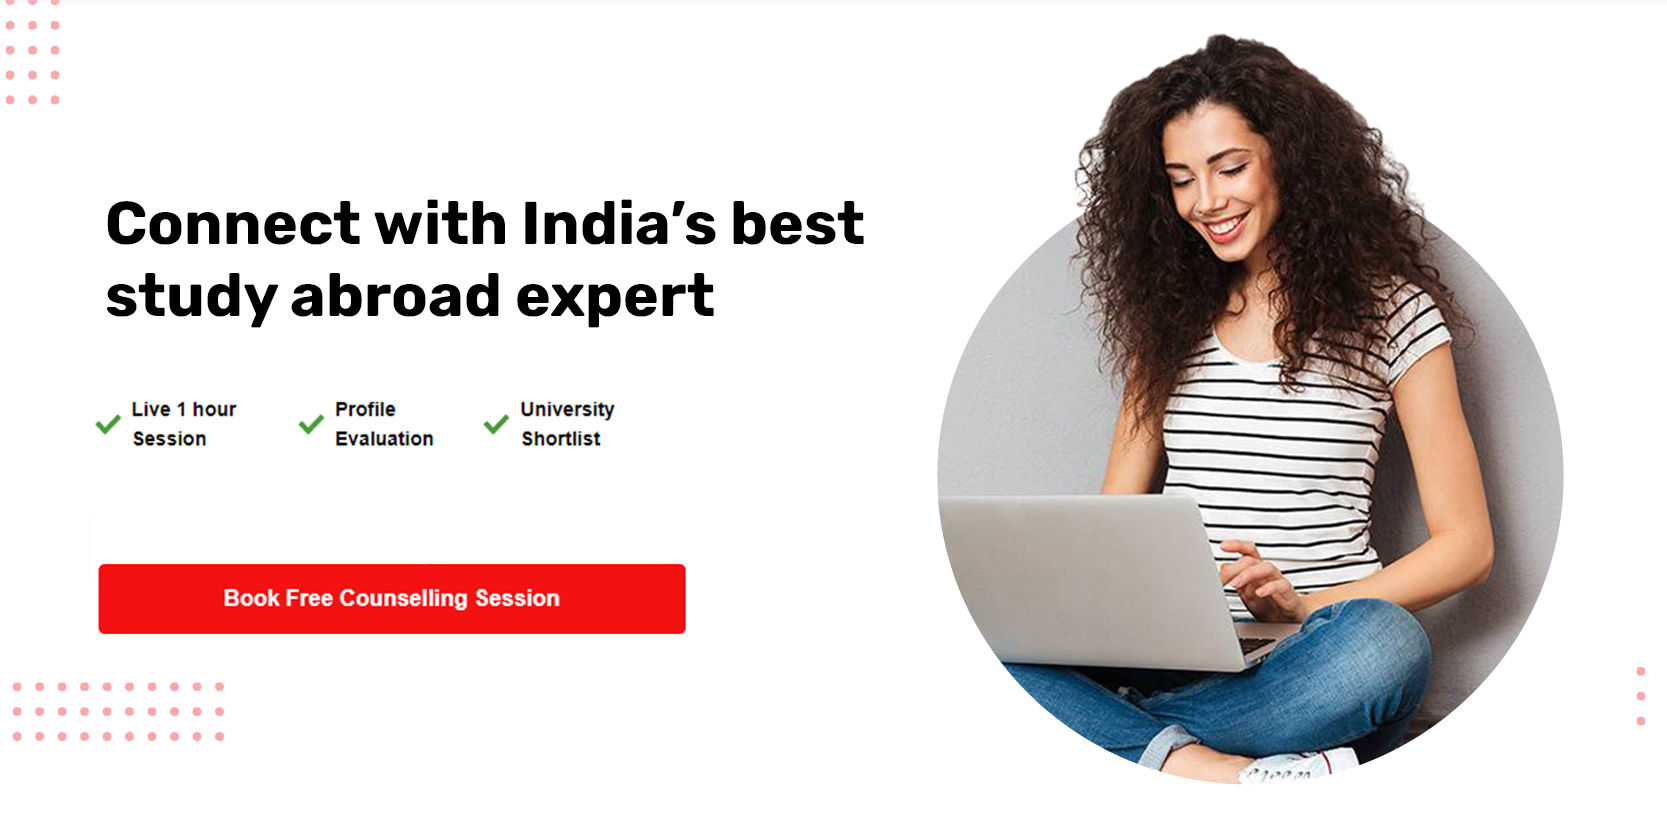 Connect with India’s best
study abroad expert
Live 1 hour
Session
Profile
Evaluation
University
Shortlist
Book Free Counselling Session